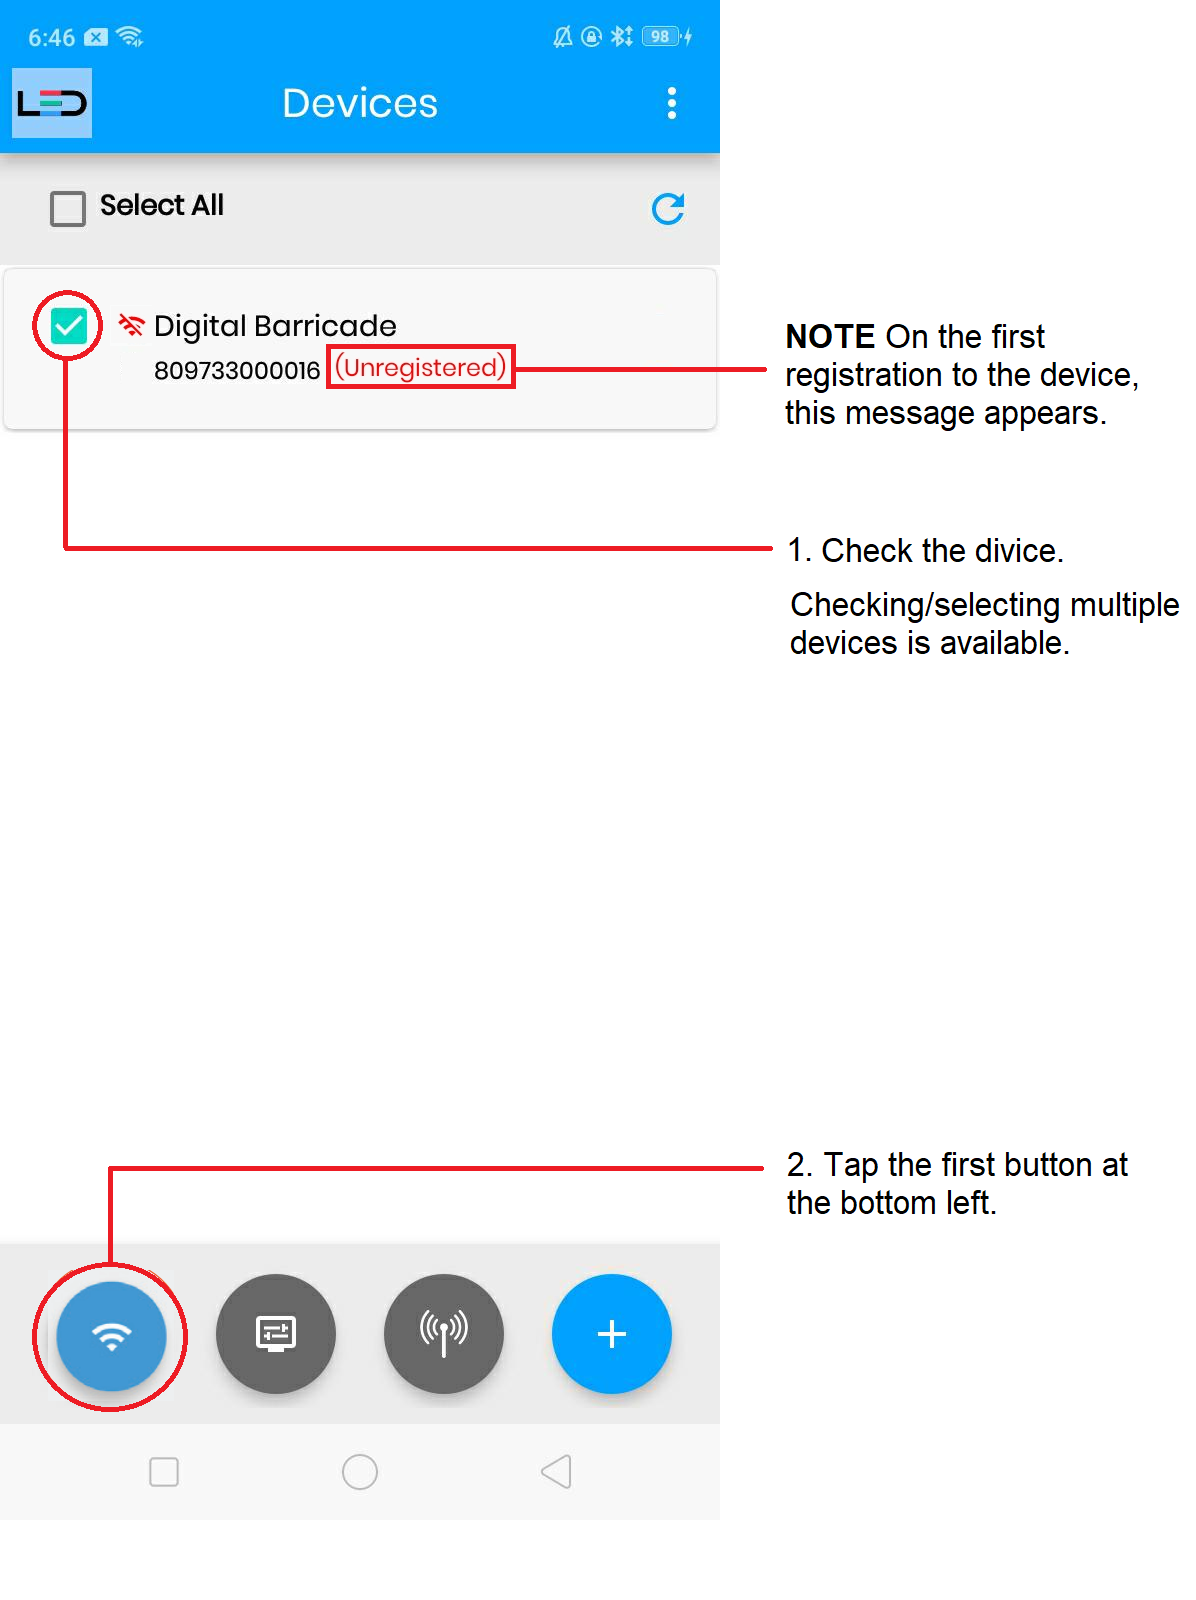 6:46
98
LED
Devices
Select All
Digital Barricade
809733000016 (Unregistered)
NOTE On the first
registration to the device,
this message appears.
1. Check the divice.
Checking/selecting multiple
devices is available.
2. Tap the first button at
the bottom left.